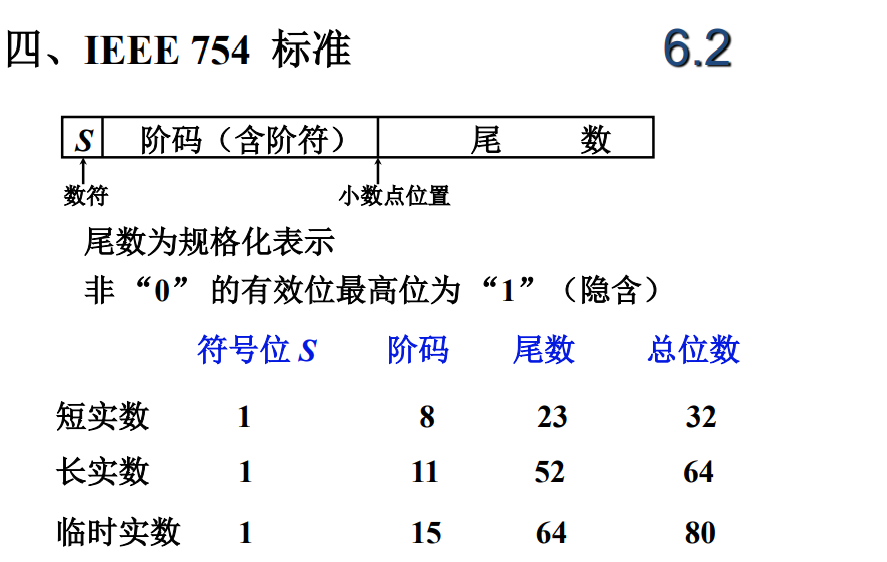 四、IEEE 754 标准 6.2
S 阶码（含阶符） 尾 数
数符 小数点位置
尾数为规格化表示
非“0”的有效位最高位为“1”（隐含）
符号位 S 阶码 尾数 总位数
短实数 1 8 23 32
长实数 1 11 52 64
临时实数 1 15 64 80